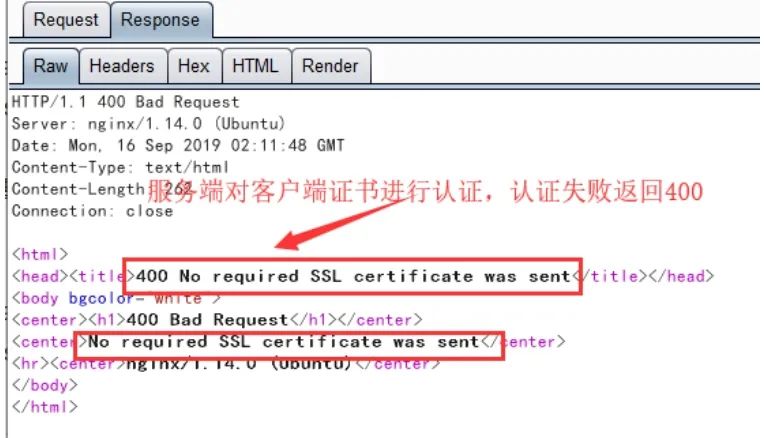 Request Response
Raw Headers Hex HTML Render
HTTP/1.1 400 Bad Request
Server: nginx/1.14.0 (Ubuntu)
Date: Mon, 16 Sep 2019 02:11:48 GMT
Content-Type: text/html
Content-Length: 262
服务端对客户端证书进行认证，认证失败返回400
Connection: close
<html>
<head><title>400 No required SSL certificate was sent</title></head>
<body bgcolor="white">
<center><h1>400 Bad Request</h1></center>
<center>No required SSL certificate was sent</center>
<hr><center>nginx/1.14.0 (Ubuntu)</center>
</body>
</html>